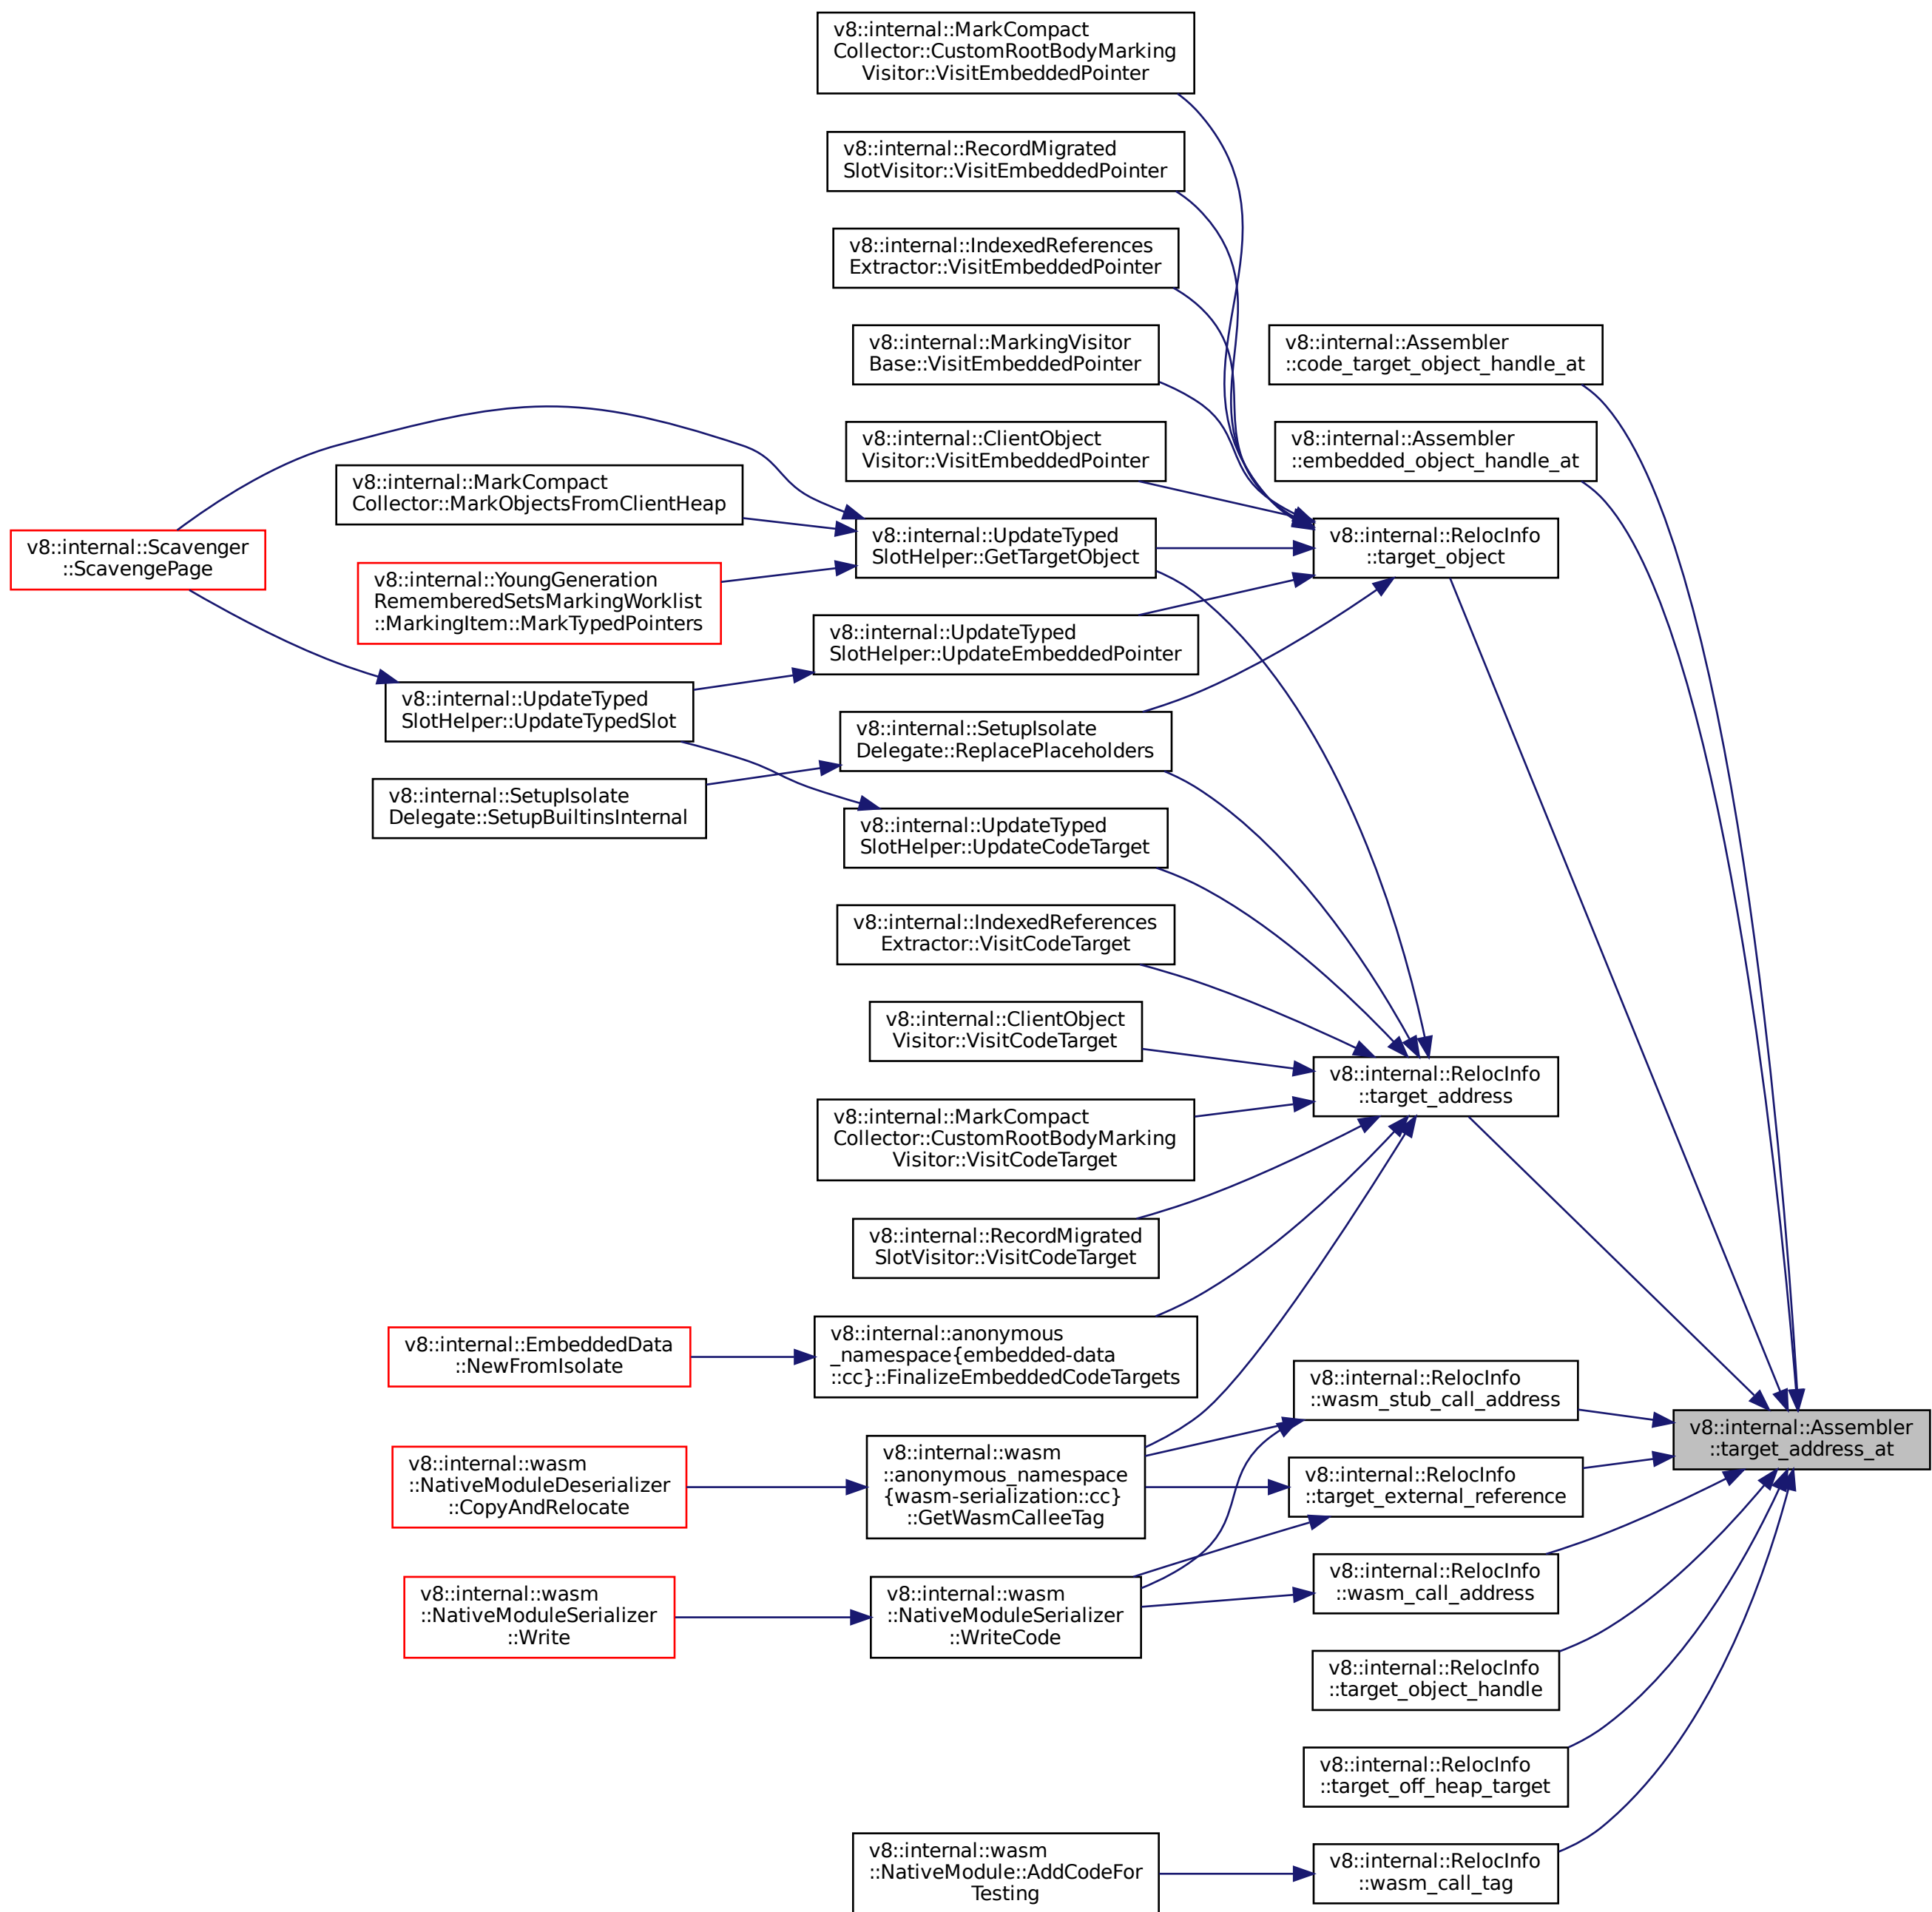 v8::internal::MarkCompact
Collector::CustomRootBodyMarking
Visitor::VisitEmbeddedPointer
v8::internal::RecordMigrated
SlotVisitor::VisitEmbeddedPointer
v8::internal::IndexedReferences
Extractor::VisitEmbeddedPointer
v8::internal::MarkingVisitor
Base::VisitEmbeddedPointer
v8::internal::Assembler
::code_target_object_handle_at
v8::internal::ClientObject
Visitor::VisitEmbeddedPointer
v8::internal::Assembler
::embedded_object_handle_at
v8::internal::MarkCompact
Collector::MarkObjectsFromClientHeap
v8::internal::Scavenger
::ScavengePage
v8::internal::UpdateTyped
SlotHelper::GetTargetObject
v8::internal::RelocInfo
::target_object
v8::internal::YoungGeneration
RememberedSetsMarkingWorklist
::MarkingItem::MarkTypedPointers
v8::internal::UpdateTyped
SlotHelper::UpdateEmbeddedPointer
v8::internal::UpdateTyped
SlotHelper::UpdateTypedSlot
v8::internal::SetupIsolate
Delegate::ReplacePlaceholders
v8::internal::SetupIsolate
Delegate::SetupBuiltinsInternal
v8::internal::UpdateTyped
SlotHelper::UpdateCodeTarget
v8::internal::IndexedReferences
Extractor::VisitCodeTarget
v8::internal::ClientObject
Visitor::VisitCodeTarget
v8::internal::RelocInfo
::target_address
v8::internal::MarkCompact
Collector::CustomRootBodyMarking
Visitor::VisitCodeTarget
v8::internal::RecordMigrated
SlotVisitor::VisitCodeTarget
v8::internal::EmbeddedData
::NewFromIsolate
v8::internal::anonymous
_namespace{embedded-data
::cc}::FinalizeEmbeddedCodeTargets
v8::internal::RelocInfo
::wasm_stub_call_address
v8::internal::Assembler
::target_address_at
v8::internal::wasm
::NativeModuleDeserializer
::CopyAndRelocate
v8::internal::wasm
::anonymous_namespace
{wasm-serialization::cc}
::GetWasmCalleeTag
v8::internal::RelocInfo
::target_external_reference
v8::internal::RelocInfo
::wasm_call_address
v8::internal::wasm
::NativeModuleSerializer
::Write
v8::internal::wasm
::NativeModuleSerializer
::WriteCode
v8::internal::RelocInfo
::target_object_handle
v8::internal::RelocInfo
::target_off_heap_target
v8::internal::wasm
::NativeModule::AddCodeFor
Testing
v8::internal::RelocInfo
::wasm_call_tag